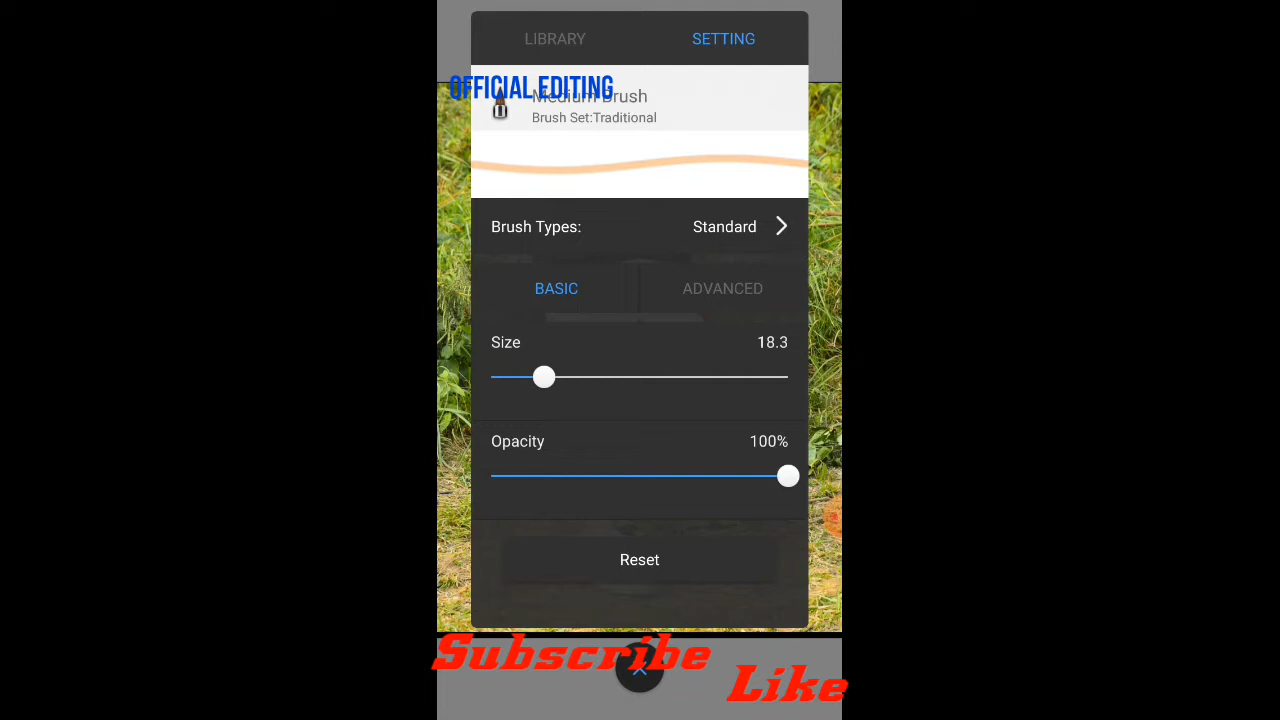 LIBRARY SETTING
OFFICIAL EDITING
Medium Brush
Brush Set:Traditional
Brush Types: Standard
BASIC ADVANCED
Size 18.3
Opacity 100%
Reset
Subscribe
Like